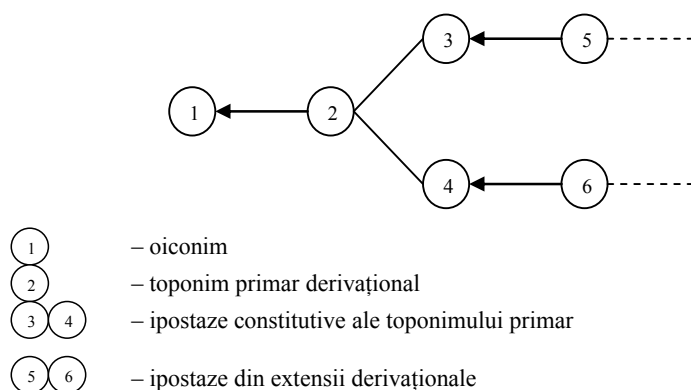 3 5
1 2
4 6
1 – oiconim
2 – toponim primar derivațional
3 4 – ipostaze constitutive ale toponimului primar
5 6 – ipostaze din extensii derivaționale